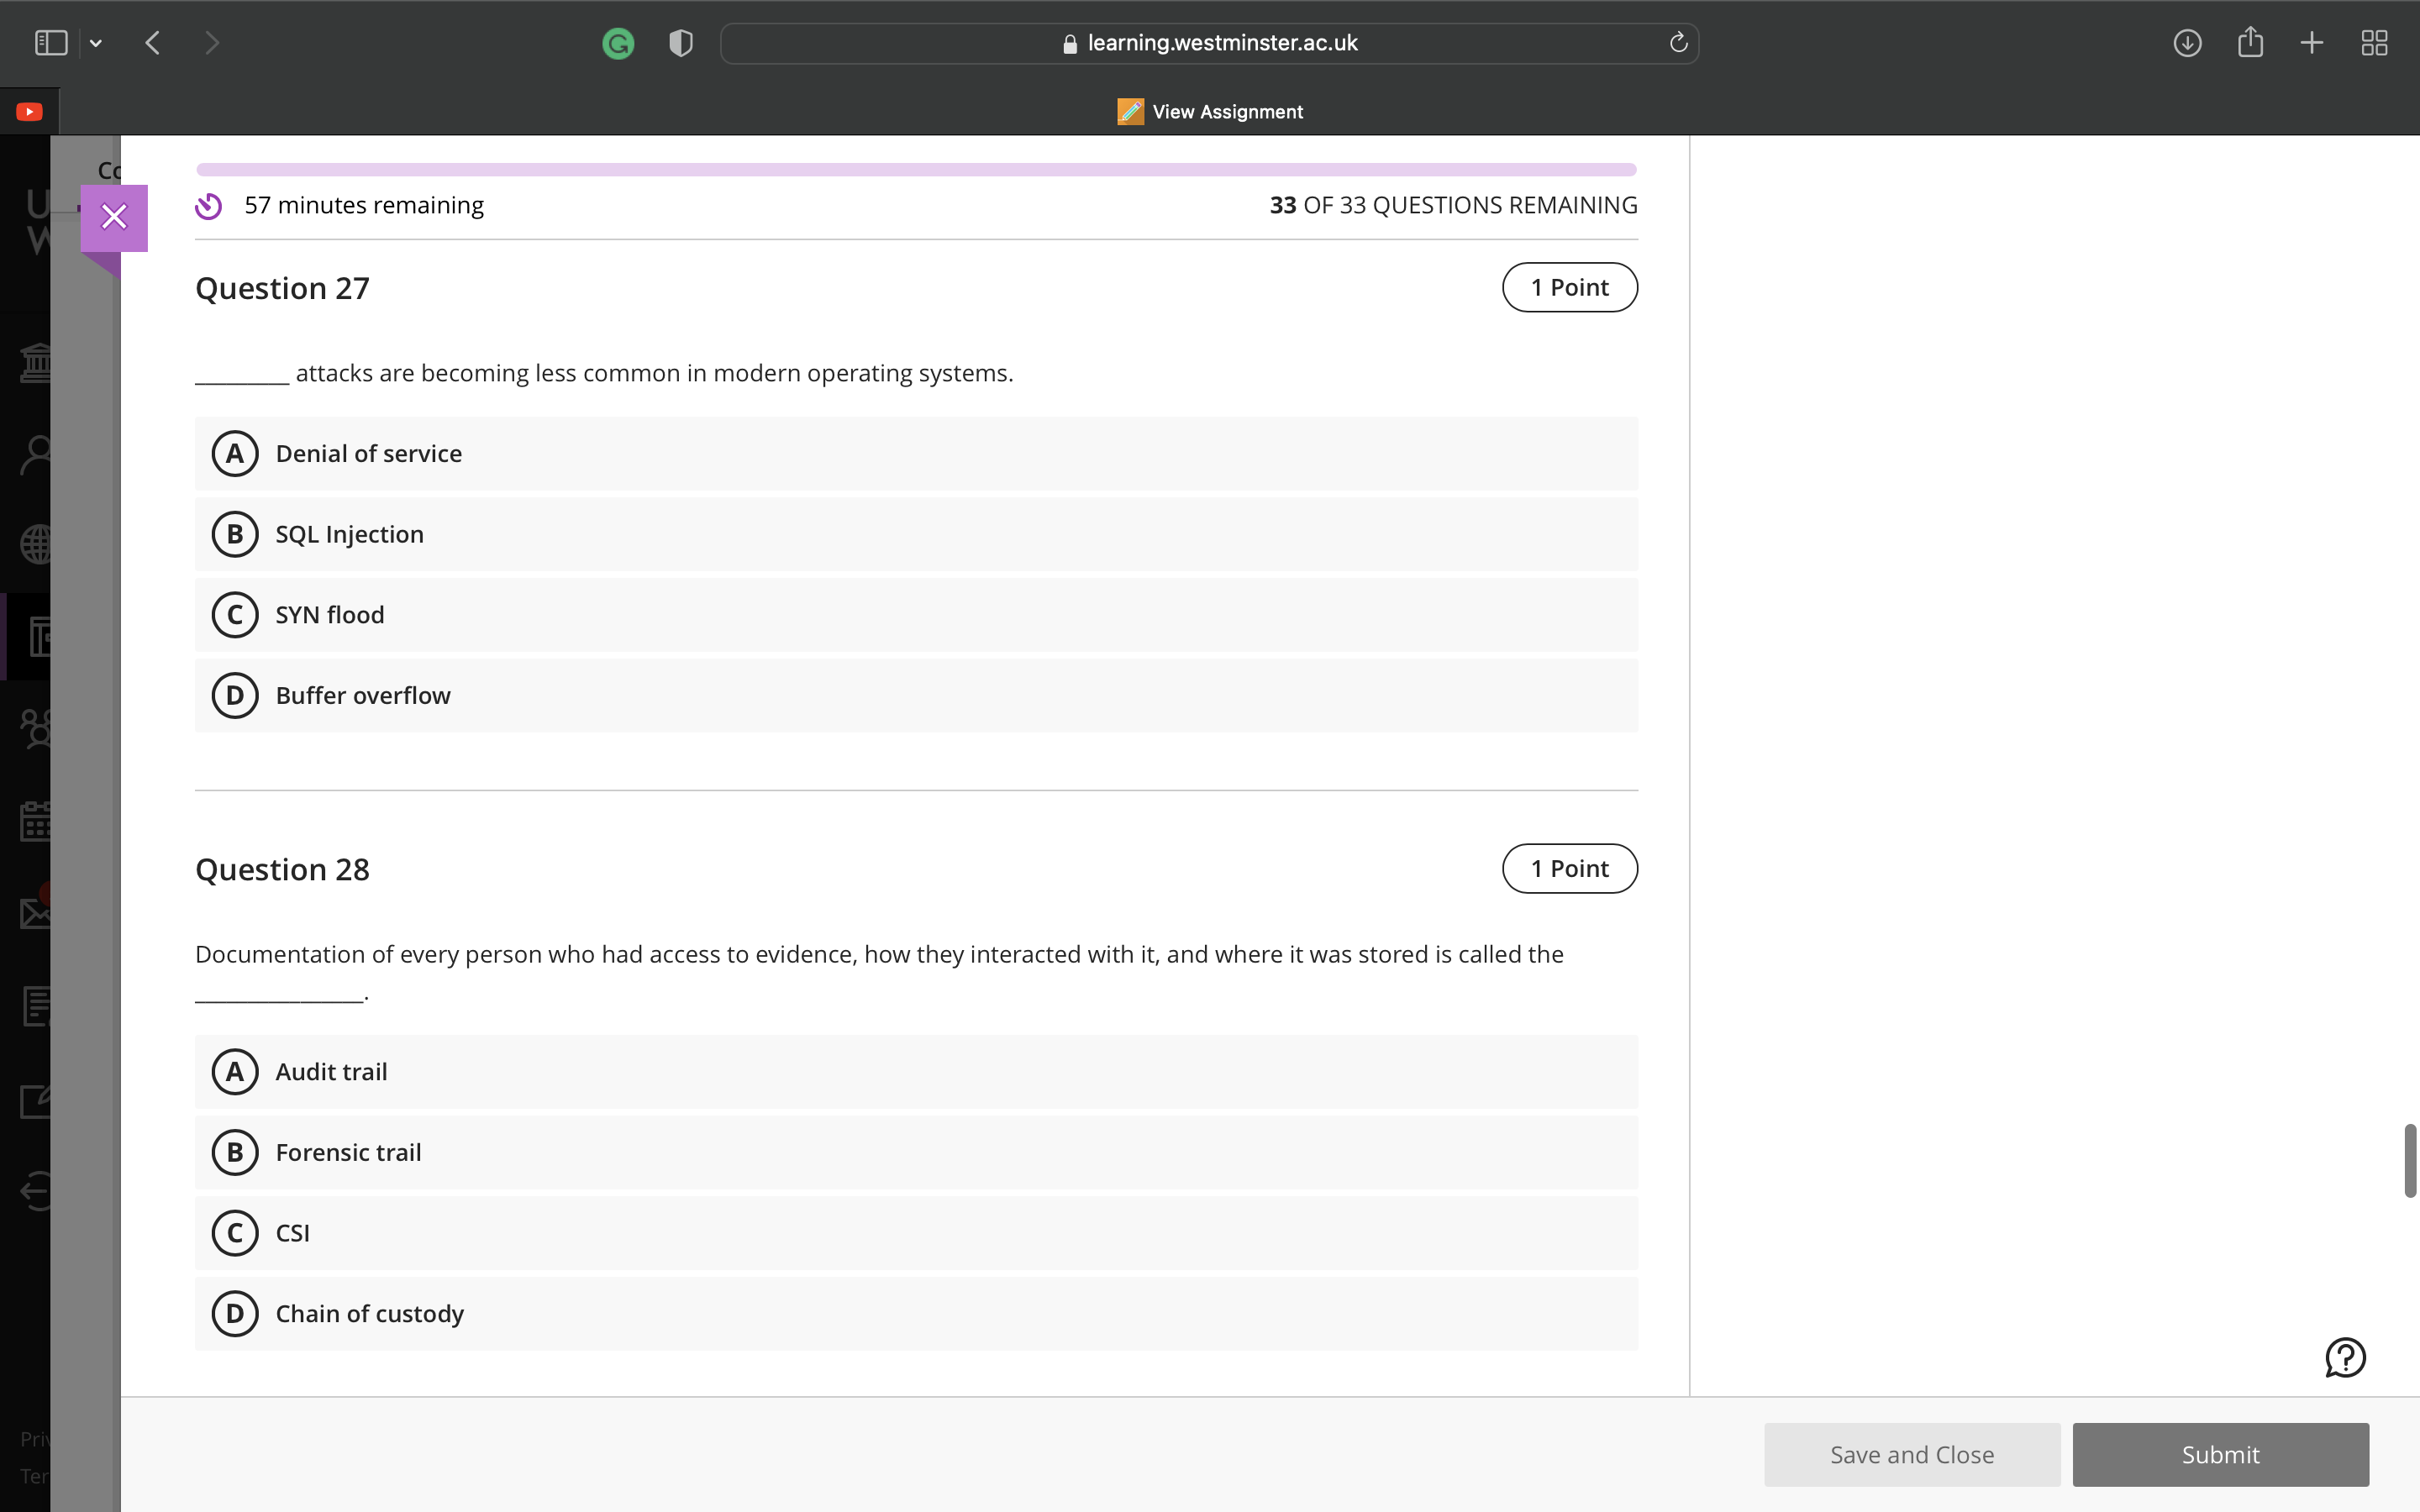 learning.westminster.ac.uk
View Assignment
57 minutes remaining
33 OF 33 QUESTIONS REMAINING
Question 27
1 Point
________ attacks are becoming less common in modern operating systems.
A Denial of service
B SQL Injection
C SYN flood
D Buffer overflow
Question 28
1 Point
Documentation of every person who had access to evidence, how they interacted with it, and where it was stored is called the
______________.
A Audit trail
B Forensic trail
C CSI
D Chain of custody
Save and Close
Submit